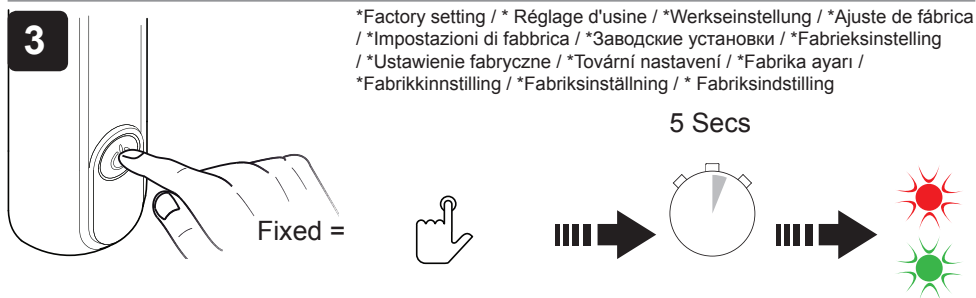 3
*Factory setting / * Réglage d'usine / *Werkseinstellung / *Ajuste de fábrica
/ *Impostazioni di fabbrica / *Заводские установки / *Fabrieksinstelling
/ *Ustawienie fabryczne / *Tovární nastavení / *Fabrika ayarı /
*Fabrikkinnstilling / *Fabriksinställning / * Fabriksindstilling
5 Secs
Fixed =